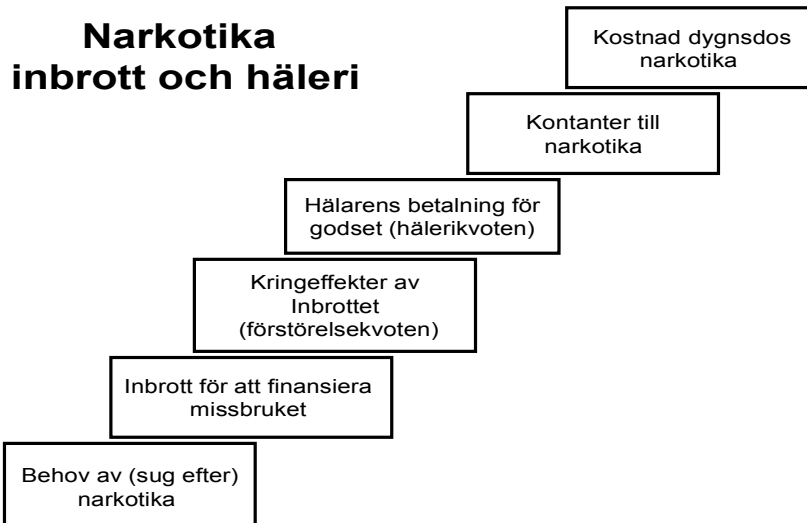 Narkotika
inbrott och häleri
Kostnad dygnsdos
narkotika
Kontanter till
narkotika
Hälarens betalning för
godset (hälerikvoten)
Kringeffekter av
Inbrottet
(förstörelsekvoten)
Inbrott för att finansiera
missbruket
Behov av (sug efter)
narkotika